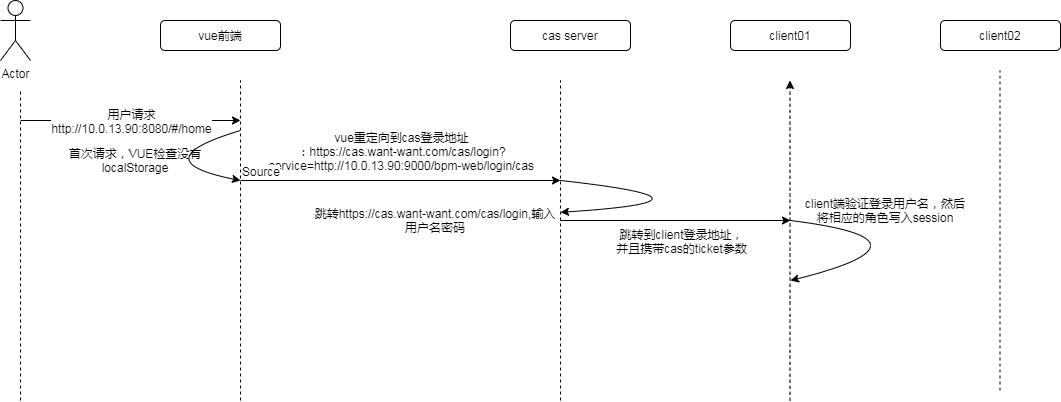 vue前端
cas server
client01
client02
Actor
用户请求
http://10.0.13.90:8080/#/home
首次请求，VUE检查没有
localStorage
vue重定向到cas登录地址
：https://cas.want-want.com/cas/login?
service=http://10.0.13.90:9000/bpm-web/login/cas
Source
跳转https://cas.want-want.com/cas/login,输入
用户名密码
跳转到client登录地址，
并且携带cas的ticket参数
client端验证登录用户名，然后
将相应的角色写入session